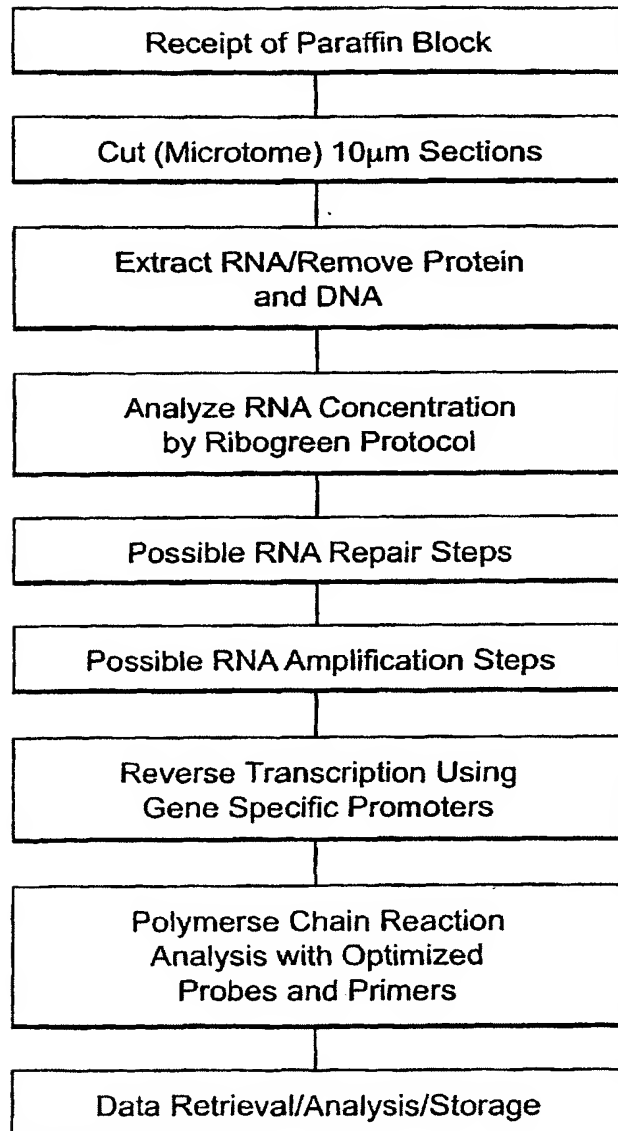 Receipt of Paraffin Block
Cut (Microtome) 10µm Sections
Extract RNA/Remove Protein
and DNA
Analyze RNA Concentration
by Ribogreen Protocol
Possible RNA Repair Steps
Possible RNA Amplification Steps
Reverse Transcription Using
Gene Specific Promoters
Polymerse Chain Reaction
Analysis with Optimized
Probes and Primers
Data Retrieval/Analysis/Storage